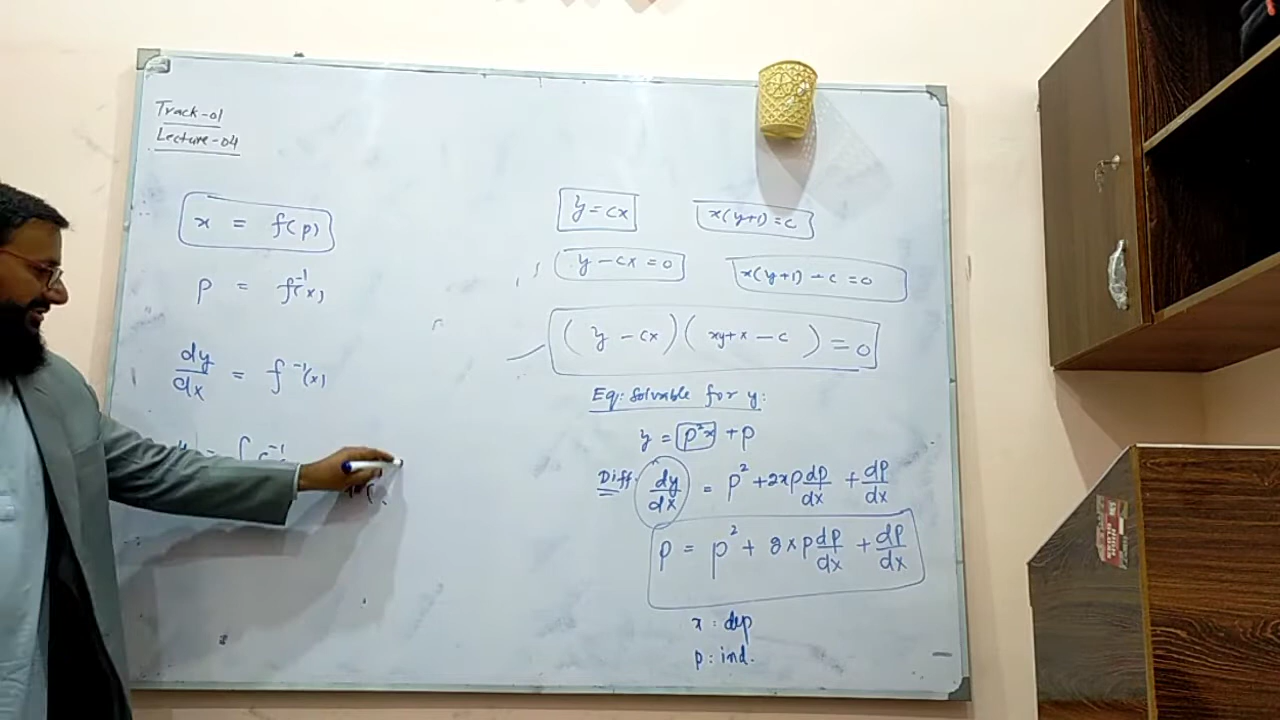 Track-01
Lecture-04
x = f(p)
p = f⁻¹(x)
dy/dx = f⁻¹(x)
y = cx
x(y+1) = c
y - cx = 0
x(y+1) - c = 0
(y - cx)(xy + x - c) = 0
Eq: Solvable for y:
y = p²x + p
Diff. dy/dx = p² + 2xp dp/dx + dp/dx
p = p² + 2xp dp/dx + dp/dx
x : dep
p : ind.